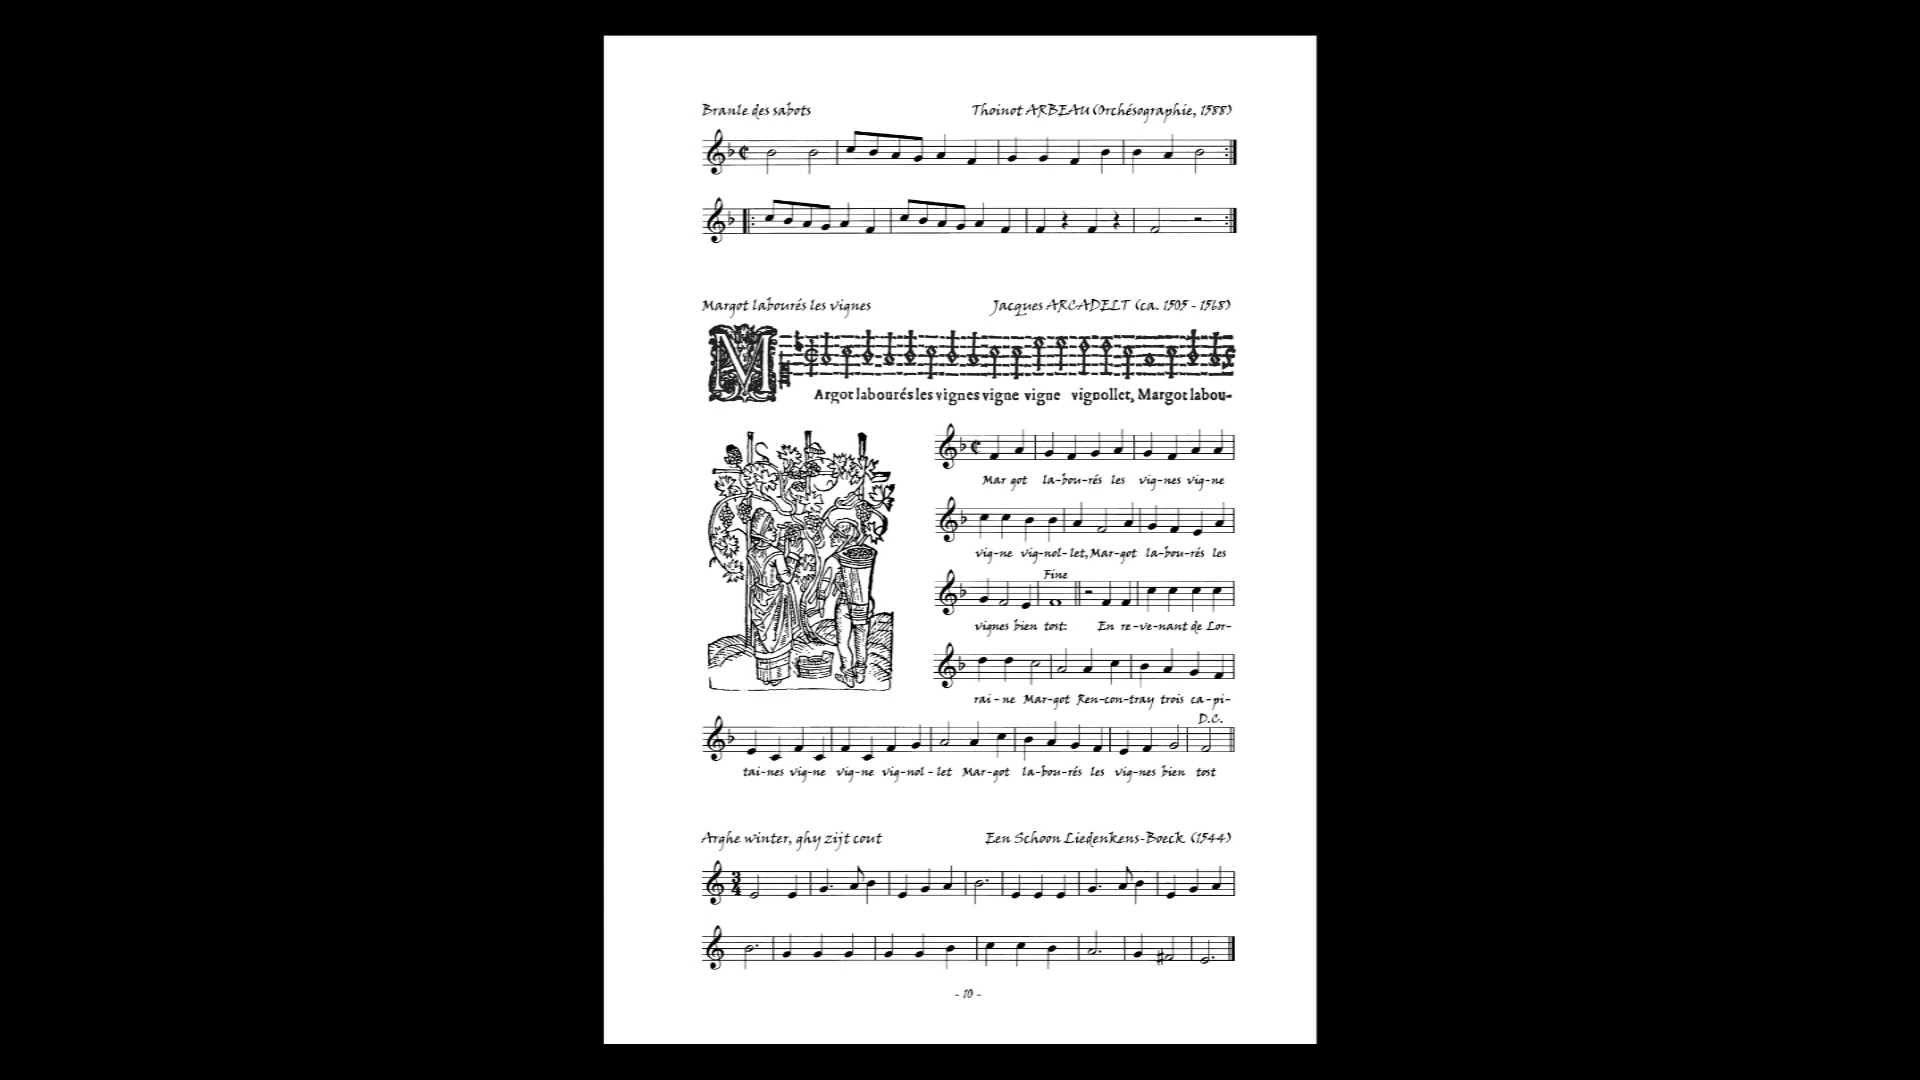 Branle des sabots Thoinot ARBEAU (Orchésographie, 1588)
Margot labourés les vignes Jacques ARCADELT (ca. 1505 - 1568)
M
Argot labourés les vignes vigne vigne vignollet, Margot labou-
Mar got la-bou-rés les vig-nes vig-ne
vig-ne vig-nol-let, Mar-got la-bou-rés les
Fine
vignes bien tost: En re-ve-nant de Lor-
rai-ne Mar-got Ren-con-tray trois ca-pi-
D.C.
tai-nes vig-ne vig-ne vig-nol-let Mar-got la-bou-rés les vig-nes bien tost
Arghe winter, ghy zijt cout Een Schoon Liedenkens-Boeck (1544)
3
4
- 10 -